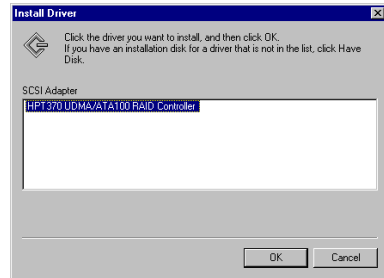 Install Driver
Click the driver you want to install, and then click OK.
If you have an installation disk for a driver that is not in the list, click Have
Disk.
SCSI Adapter
HPT370 UDMA/ATA100 RAID Controller
OK
Cancel